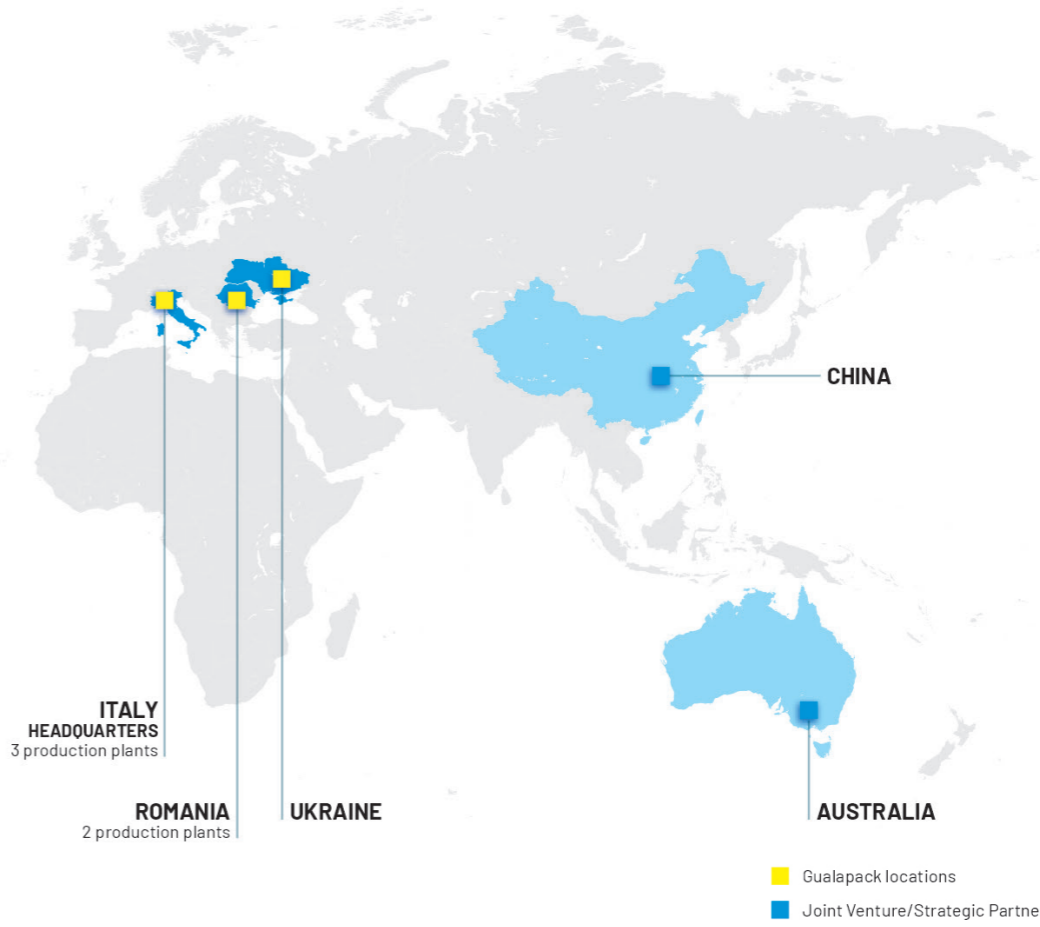 CHINA
ITALY
HEADQUARTERS
3 production plants
ROMANIA
2 production plants
UKRAINE
AUSTRALIA
Gualapack locations
Joint Venture/Strategic Partne